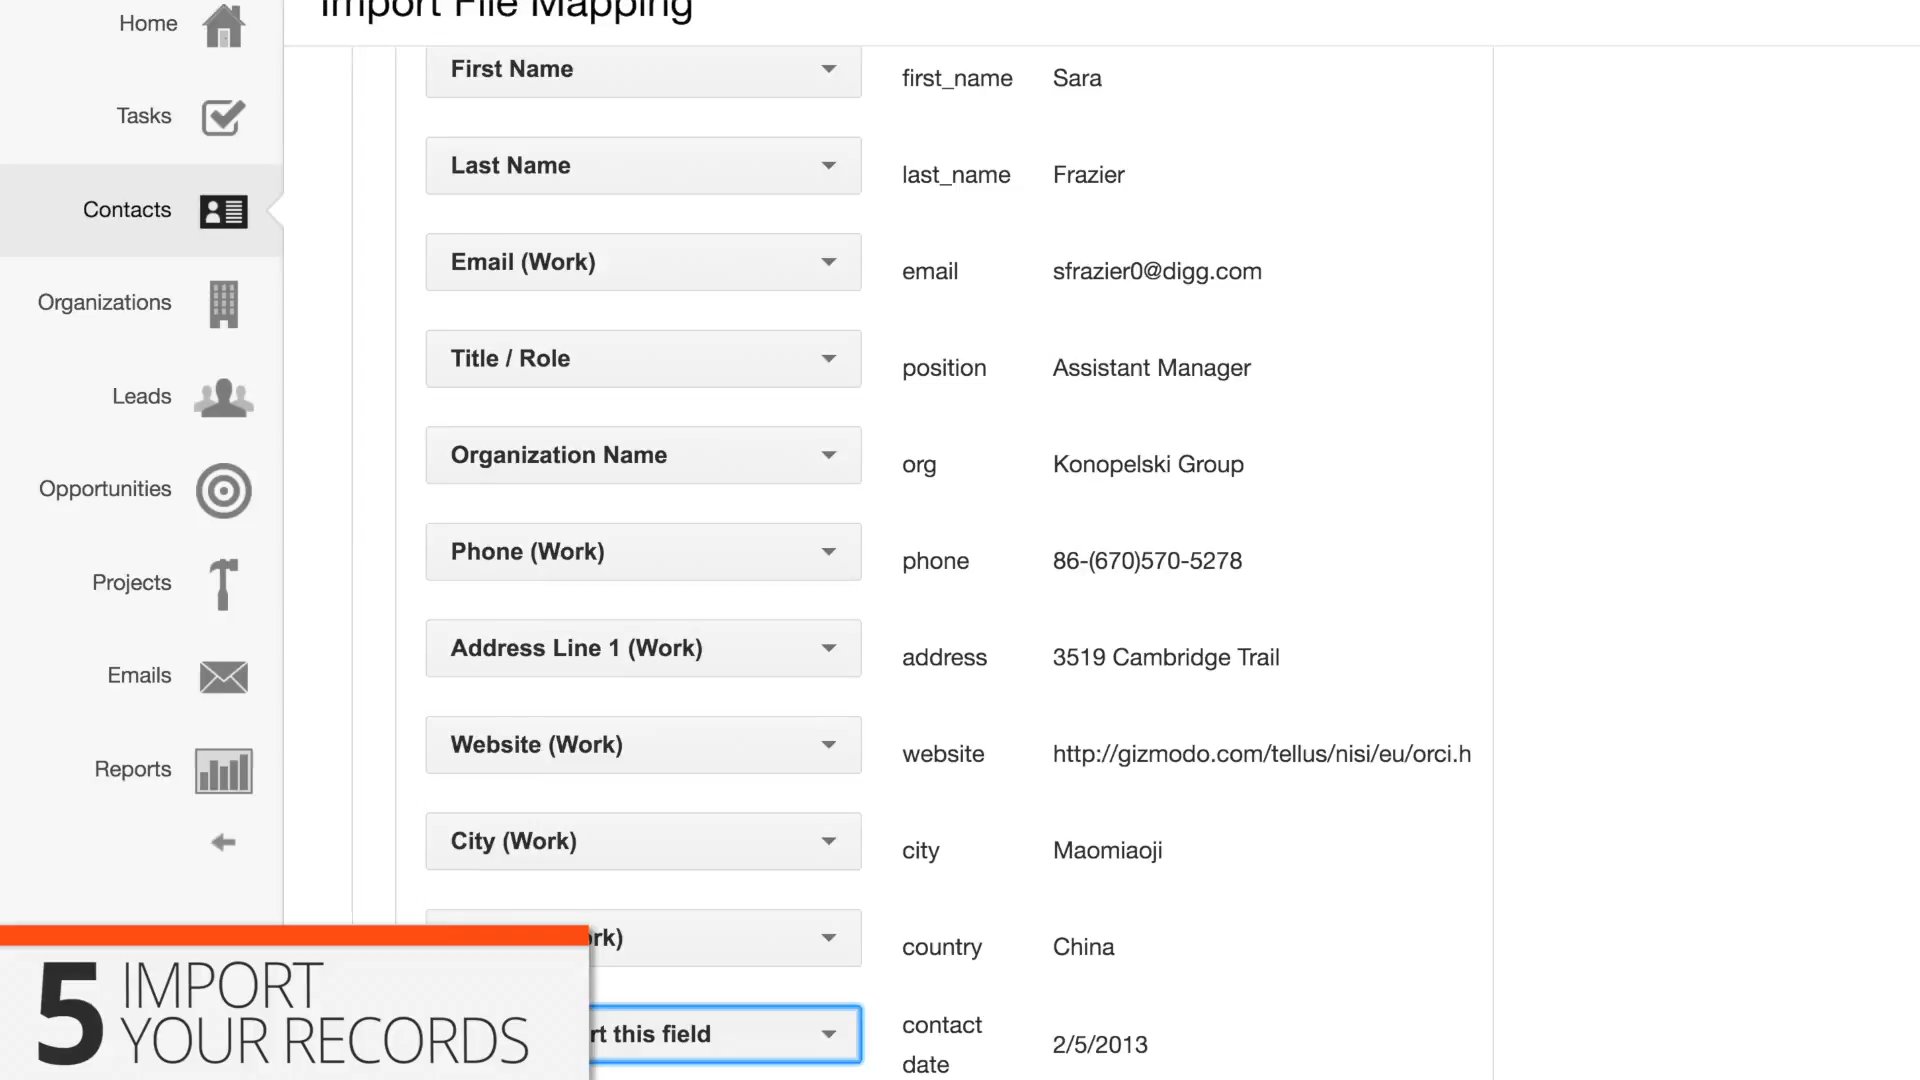 Import File Mapping
Home
Tasks
Contacts
Organizations
Leads
Opportunities
Projects
Emails
Reports
First Name first_name Sara
Last Name last_name Frazier
Email (Work) email sfrazier0@digg.com
Title / Role position Assistant Manager
Organization Name org Konopelski Group
Phone (Work) phone 86-(670)570-5278
Address Line 1 (Work) address 3519 Cambridge Trail
Website (Work) website http://gizmodo.com/tellus/nisi/eu/orci.h
City (Work) city Maomiaoji
rk) country China
rt this field contact date 2/5/2013
5 IMPORT
YOUR RECORDS